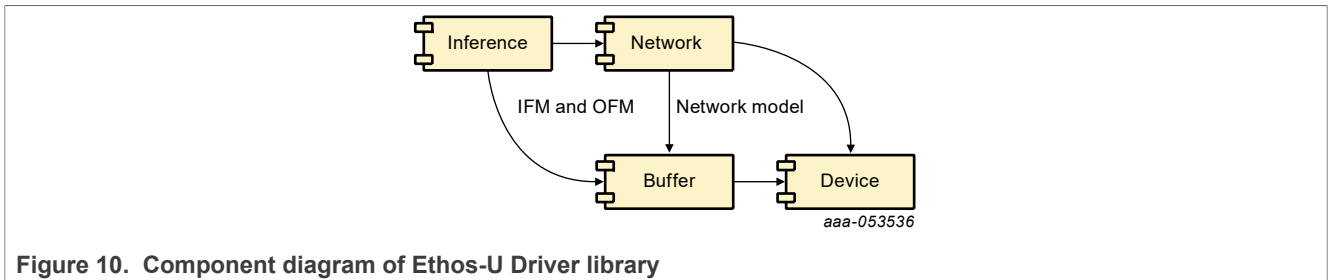 Inference
Network
IFM and OFM
Network model
Buffer
Device
aaa-053536
Figure 10. Component diagram of Ethos-U Driver library